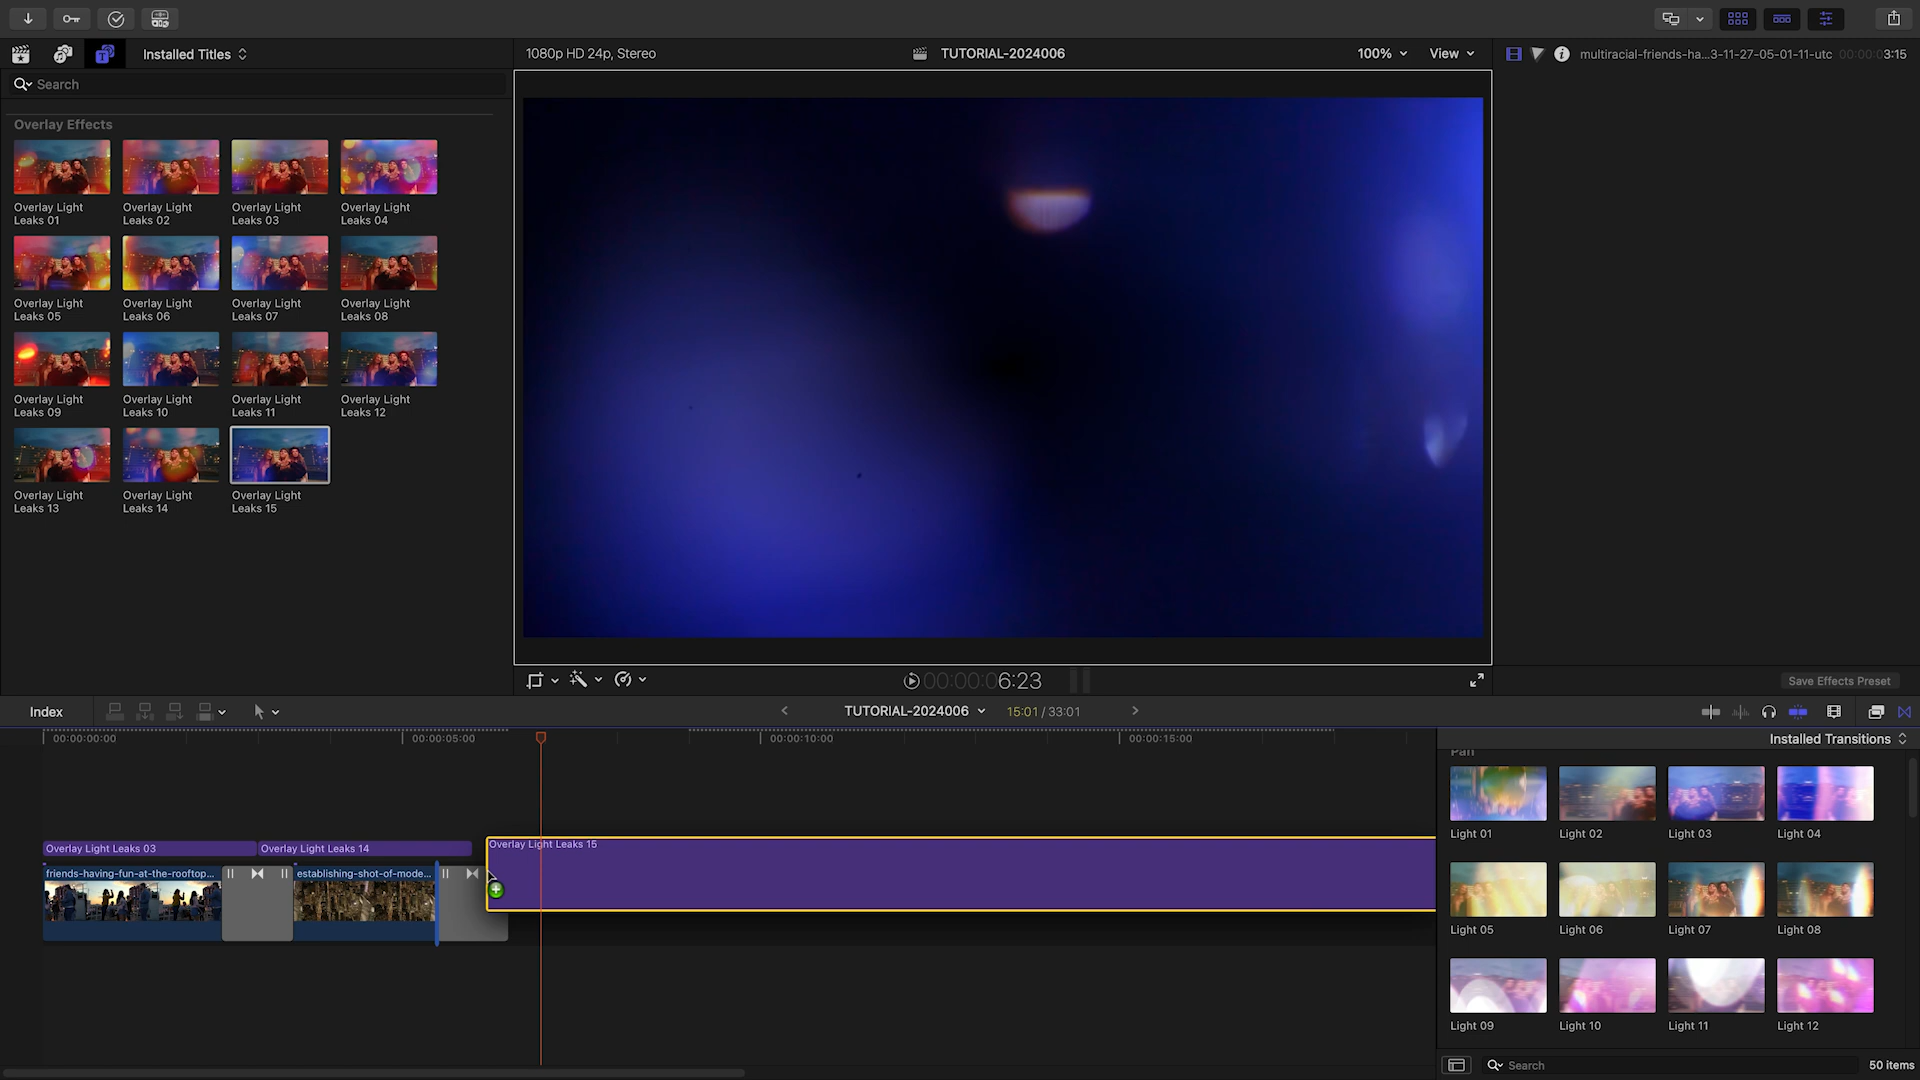 Installed Titles
1080p HD 24p, Stereo
TUTORIAL-2024006
100%
View
multiracial-friends-ha...3-11-27-05-01-11-utc
00:00:03:15
Search
Overlay Effects
Overlay Light
Leaks 01
Overlay Light
Leaks 02
Overlay Light
Leaks 03
Overlay Light
Leaks 04
Overlay Light
Leaks 05
Overlay Light
Leaks 06
Overlay Light
Leaks 07
Overlay Light
Leaks 08
Overlay Light
Leaks 09
Overlay Light
Leaks 10
Overlay Light
Leaks 11
Overlay Light
Leaks 12
Overlay Light
Leaks 13
Overlay Light
Leaks 14
Overlay Light
Leaks 15
00:00:06:23
Save Effects Preset
Index
TUTORIAL-2024006
15:01 / 33:01
00:00:00:00
00:00:05:00
00:00:10:00
00:00:15:00
Overlay Light Leaks 03
Overlay Light Leaks 14
Overlay Light Leaks 15
friends-having-fun-at-the-rooftop...
establishing-shot-of-mode...
Installed Transitions
Pan
Light 01
Light 02
Light 03
Light 04
Light 05
Light 06
Light 07
Light 08
Light 09
Light 10
Light 11
Light 12
Search
50 items